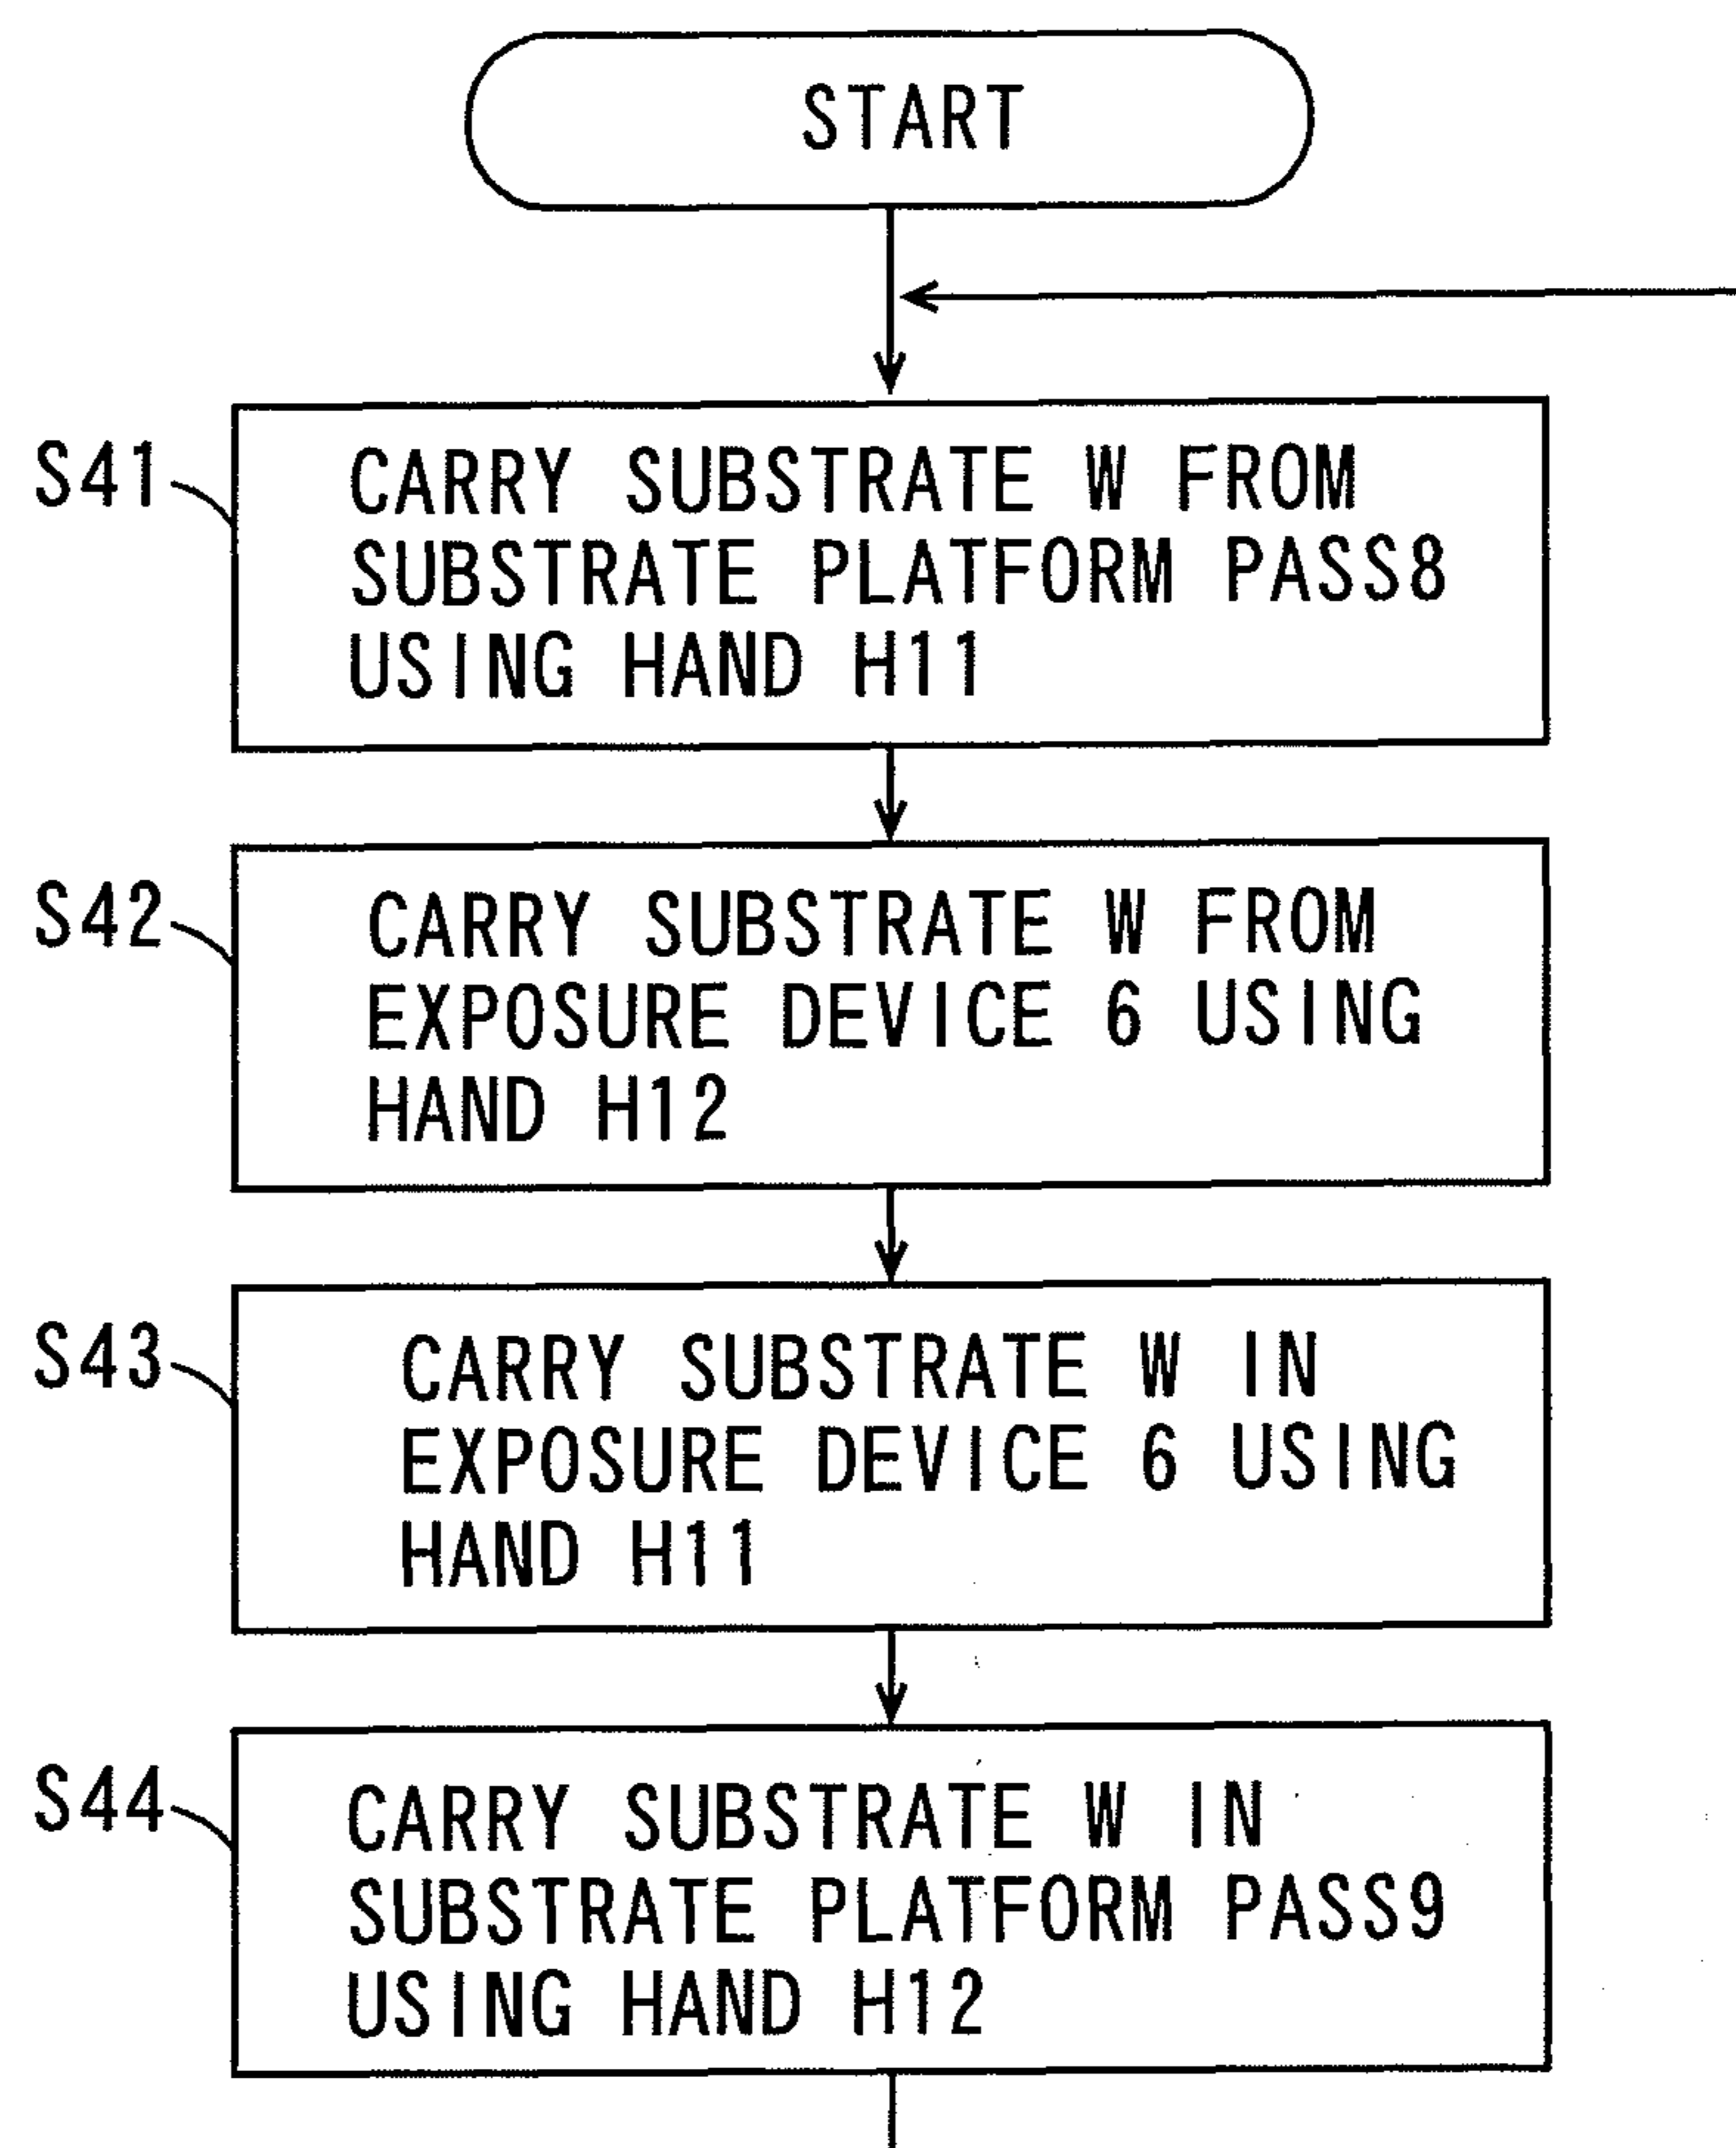 START
S41
CARRY SUBSTRATE W FROM
SUBSTRATE PLATFORM PASS8
USING HAND H11
S42
CARRY SUBSTRATE W FROM
EXPOSURE DEVICE 6 USING
HAND H12
S43
CARRY SUBSTRATE W IN
EXPOSURE DEVICE 6 USING
HAND H11
S44
CARRY SUBSTRATE W IN
SUBSTRATE PLATFORM PASS9
USING HAND H12